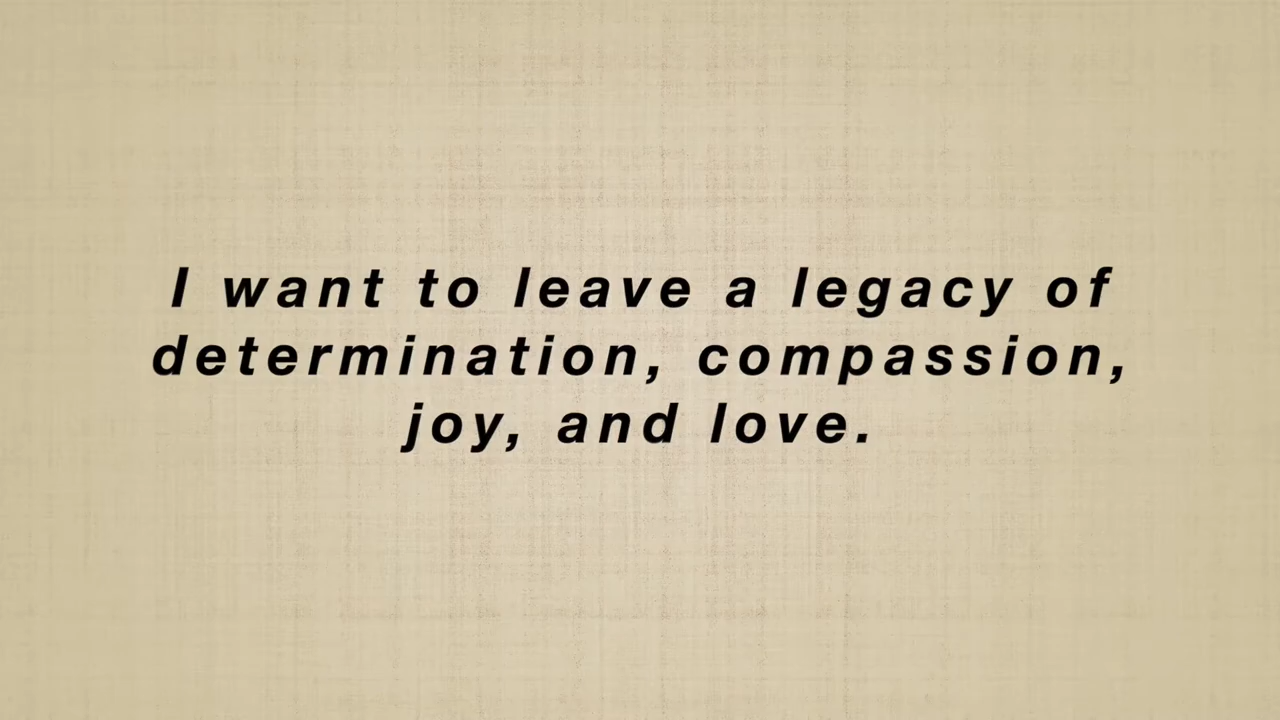 I want to leave a legacy of
determination, compassion,
joy, and love.